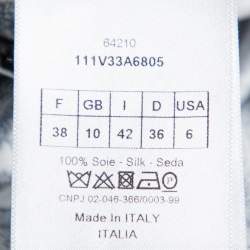 64210
111V33A6805
F GB I D USA
38 10 42 36 6
100% Soie - Silk - Seda
CNPJ 02-046-366/0003-99
Made In ITALY
ITALIA